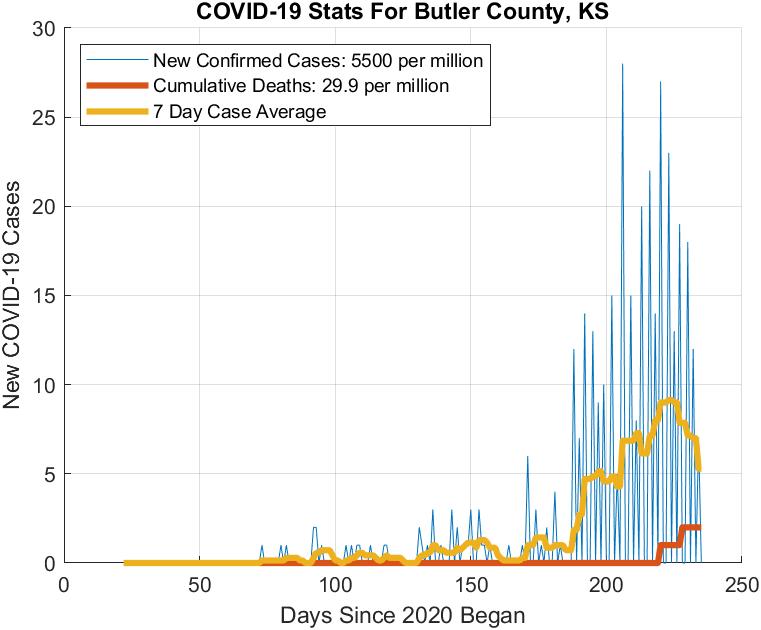 COVID-19 Stats For Butler County, KS
New Confirmed Cases: 5500 per million
Cumulative Deaths: 29.9 per million
7 Day Case Average
New COVID-19 Cases
30
25
20
15
10
5
0
0 50 100 150 200 250
Days Since 2020 Began